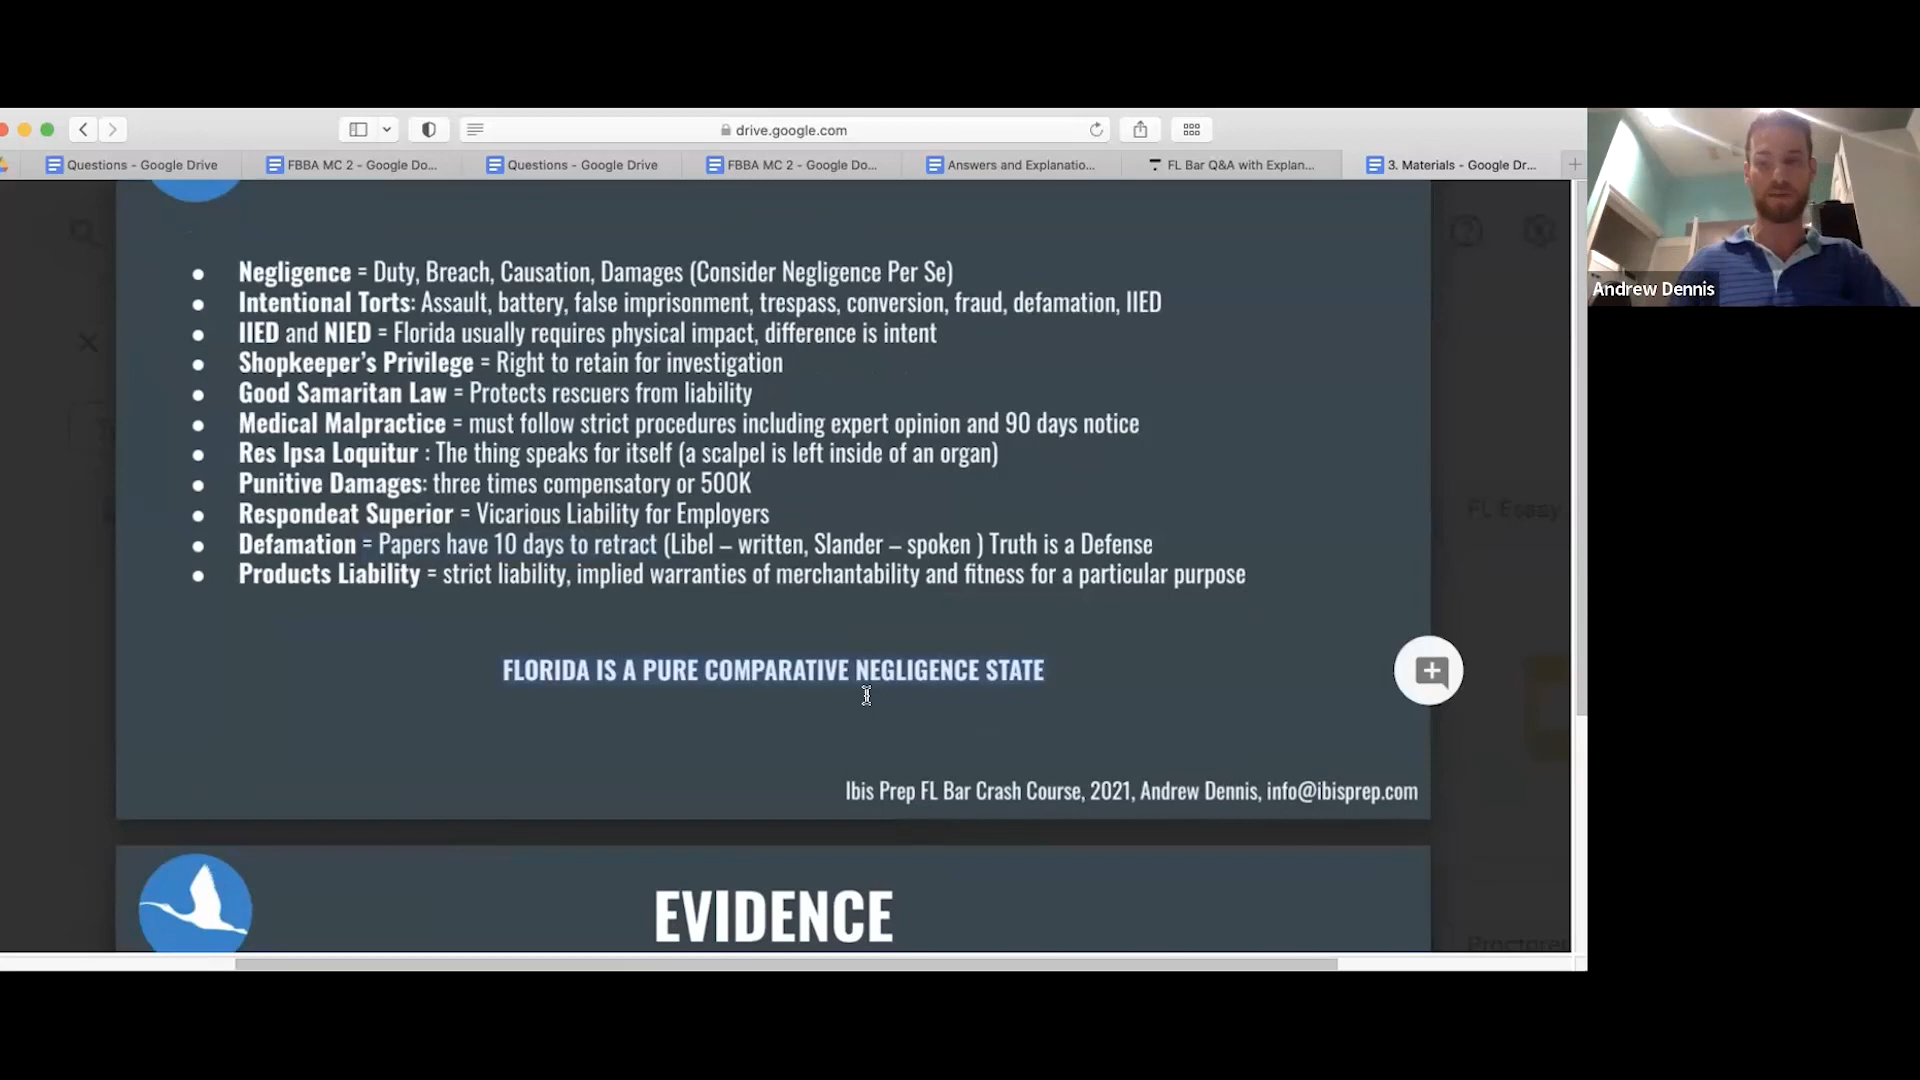 drive.google.com
Questions - Google Drive
FBBA MC 2 - Google Do...
Questions - Google Drive
FBBA MC 2 - Google Do...
Answers and Explanatio...
FL Bar Q&A with Explan...
3. Materials - Google Dr...
Negligence = Duty, Breach, Causation, Damages (Consider Negligence Per Se)
Intentional Torts: Assault, battery, false imprisonment, trespass, conversion, fraud, defamation, IIED
IIED and NIED = Florida usually requires physical impact, difference is intent
Shopkeeper's Privilege = Right to retain for investigation
Good Samaritan Law = Protects rescuers from liability
Medical Malpractice = must follow strict procedures including expert opinion and 90 days notice
Res Ipsa Loquitur : The thing speaks for itself (a scalpel is left inside of an organ)
Punitive Damages: three times compensatory or 500K
Respondeat Superior = Vicarious Liability for Employers
Defamation = Papers have 10 days to retract (Libel – written, Slander – spoken ) Truth is a Defense
Products Liability = strict liability, implied warranties of merchantability and fitness for a particular purpose
FLORIDA IS A PURE COMPARATIVE NEGLIGENCE STATE
Ibis Prep FL Bar Crash Course, 2021, Andrew Dennis, info@ibisprep.com
EVIDENCE
Andrew Dennis
FL Essay